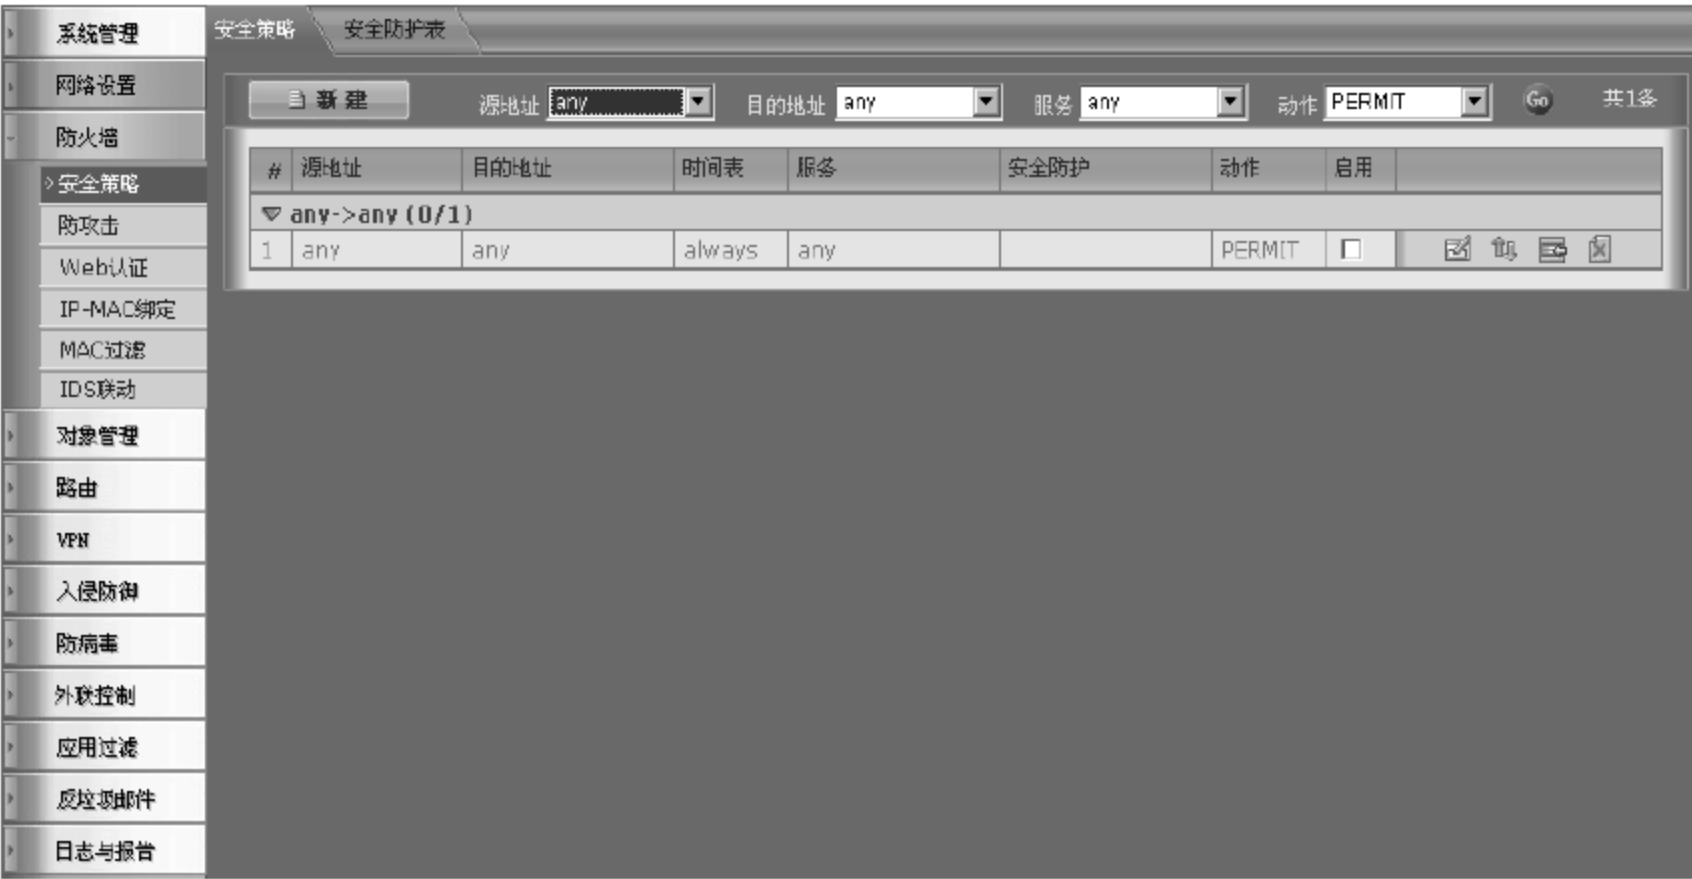 系统管理
网络设置
防火墙
安全策略
防攻击
Web认证
IP-MAC绑定
MAC过滤
IDS联动
对象管理
路由
VPN
入侵防御
防病毒
外联控制
应用过滤
反垃圾邮件
日志与报告
安全策略 安全防护表
新建 源地址 any 目的地址 any 服务 any 动作 PERMIT Go 共1条
# 源地址 目的地址 时间表 服务 安全防护 动作 启用
any->any (0/1)
1 any any always any PERMIT